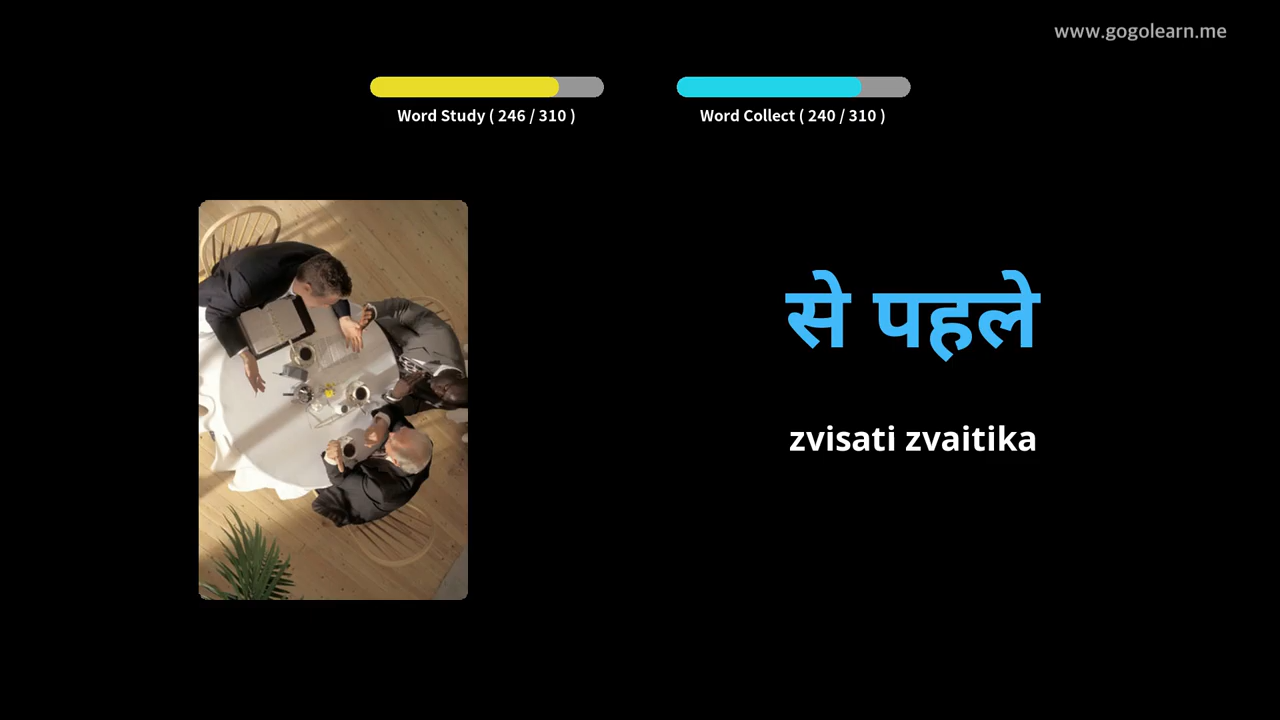 www.gogolearn.me
Word Study ( 246 / 310 )
Word Collect ( 240 / 310 )
से पहले
zvisati zvaitika